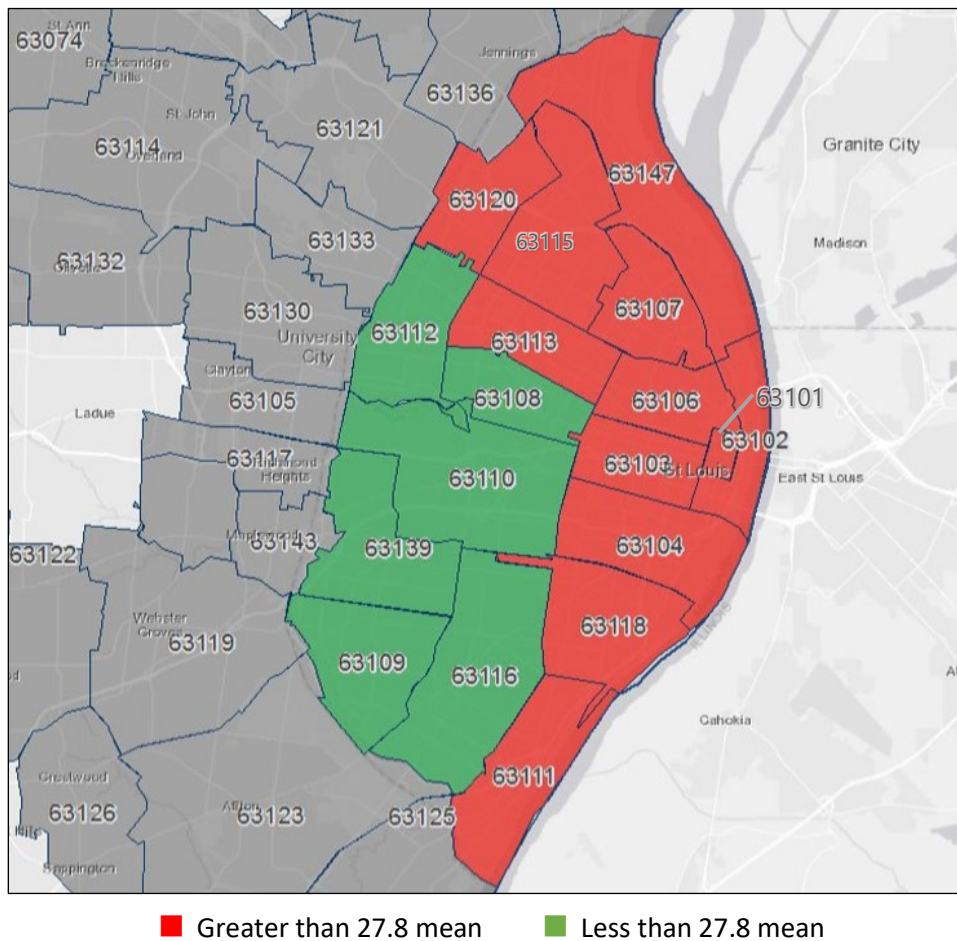 St Ann
63074
Breckenridge
Hills
Jennings
63136
St John
63121
63114
Overland
Granite City
63147
63120
63115
63133
Madison
63132
Olivette
63130
University
City
63107
63112
63113
Clayton
63105
63108
63106
63101
Ladue
63102
63117
Richmond
Heights
63103
St Louis
63110
East St Louis
Maplewood
63143
63139
63104
63122
Webster
Groves
63119
63118
ILLINOIS
63109
63116
Cahokia
63111
Crestwood
63126
Affton
63123
63125
Sappington
Greater than 27.8 mean
Less than 27.8 mean